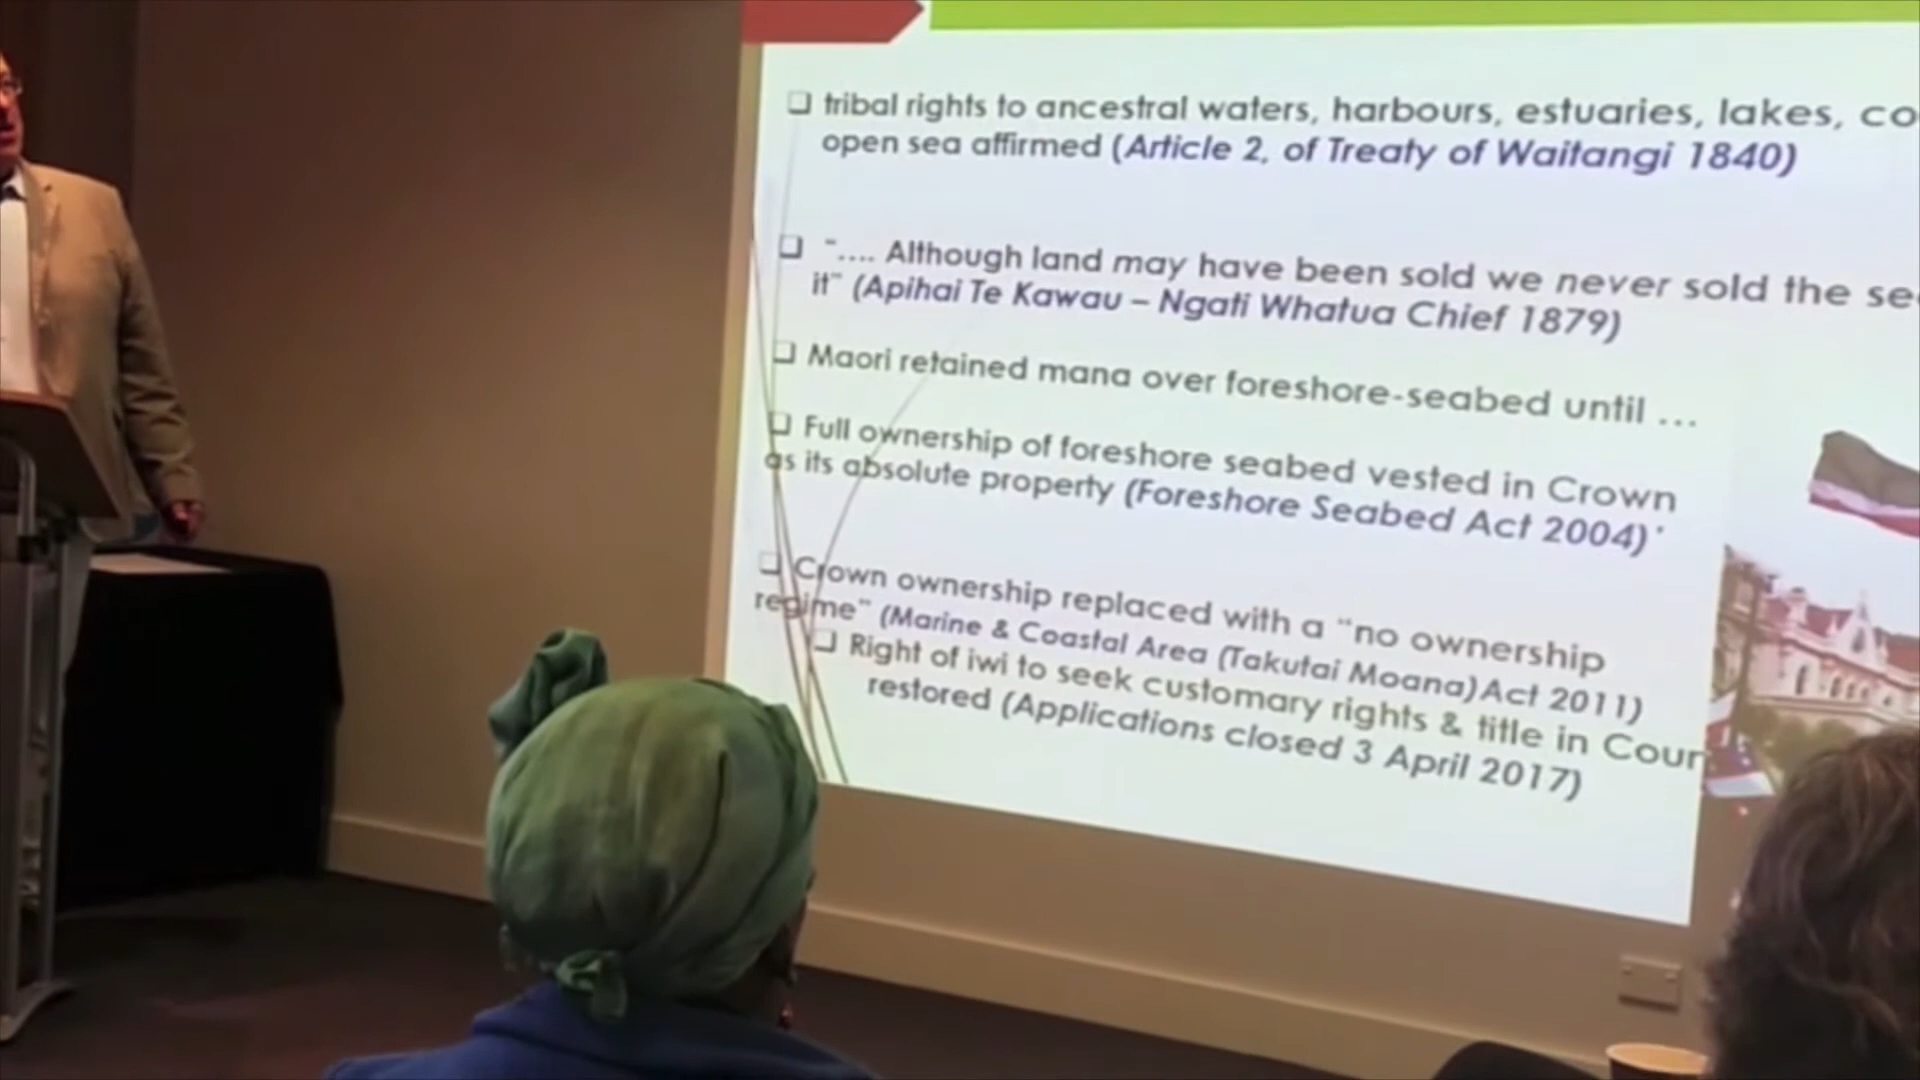 tribal rights to ancestral waters, harbours, estuaries, lakes, co
open sea affirmed (Article 2, of Treaty of Waitangi 1840)
".... Although land may have been sold we never sold the se
it" (Apihai Te Kawau – Ngati Whatua Chief 1879)
Maori retained mana over foreshore-seabed until ...
Full ownership of foreshore seabed vested in Crown
as its absolute property (Foreshore Seabed Act 2004)'
Crown ownership replaced with a "no ownership
regime" (Marine & Coastal Area (Takutai Moana)Act 2011)
Right of iwi to seek customary rights & title in Cour
restored (Applications closed 3 April 2017)